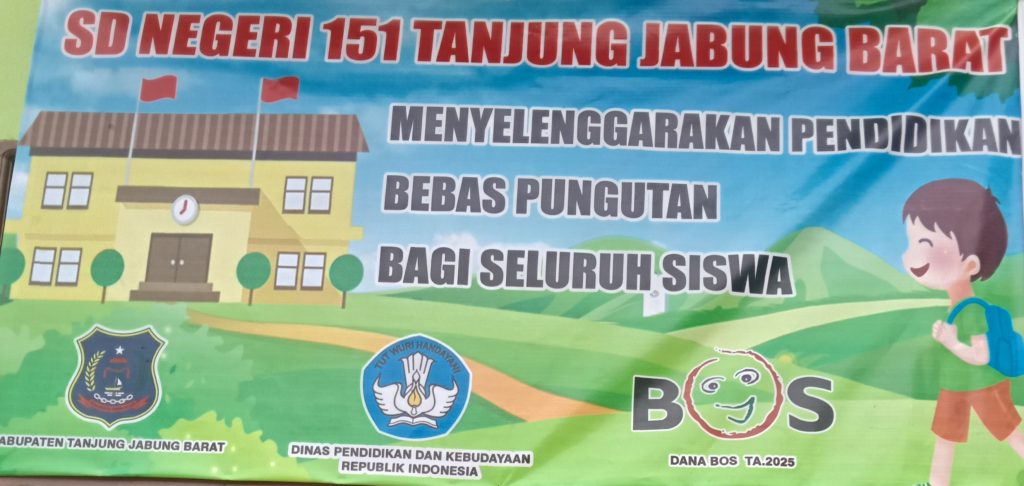 SD NEGERI 151 TANJUNG JABUNG BARAT
MENYELENGGARAKAN PENDIDIKAN
BEBAS PUNGUTAN
BAGI SELURUH SISWA
TUT WURI HANDAYANI
BOS
ABUPATEN TANJUNG JABUNG BARAT
DINAS PENDIDIKAN DAN KEBUDAYAAN
REPUBLIK INDONESIA
DANA BOS TA.2025